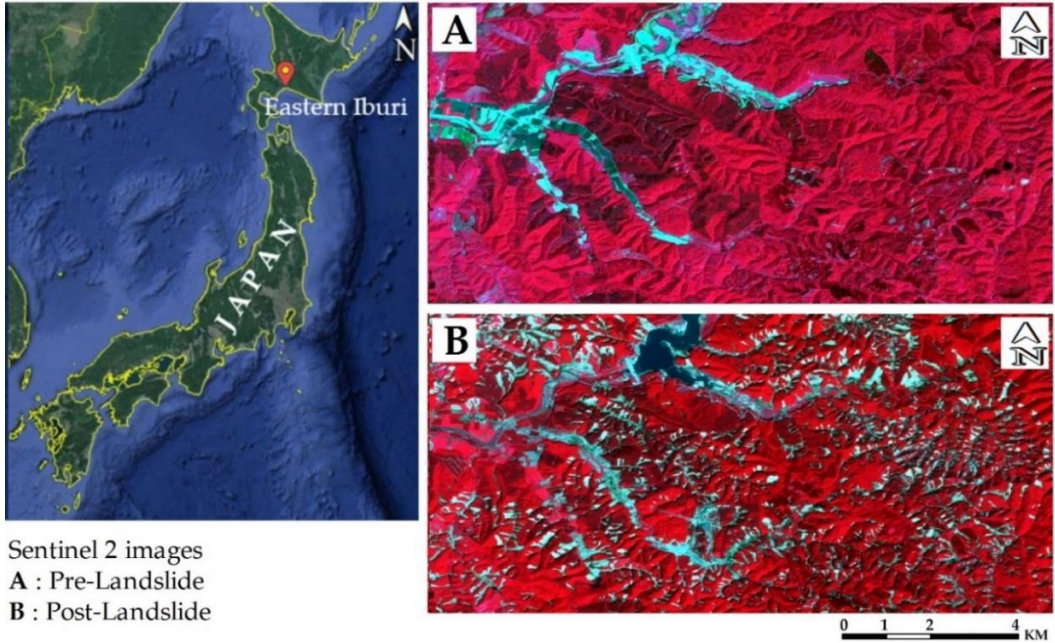 N
Eastern Iburi
JAPAN
A
N
B
N
Sentinel 2 images
A : Pre-Landslide
B : Post-Landslide
0 1 2 4
KM